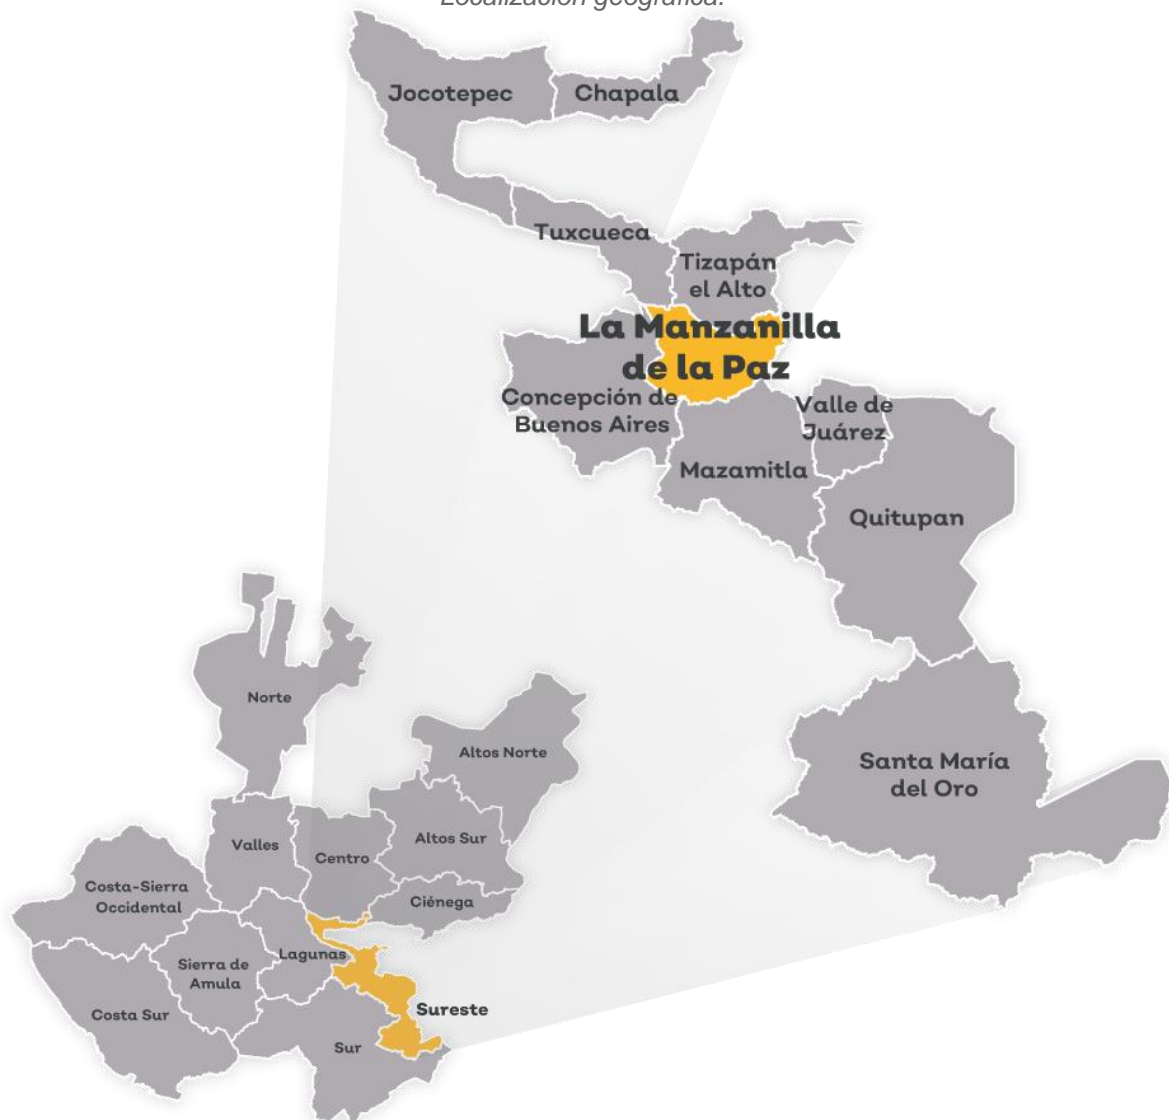 Localización geográfica.
Jocotepec
Chapala
Tuxcueca
Tizapán
el Alto
La Manzanilla
de la Paz
Concepción de
Buenos Aires
Valle de
Juárez
Mazamitla
Quitupan
Norte
Santa María
del Oro
Altos Norte
Altos Sur
Valles
Centro
Costa-Sierra
Occidental
Ciénega
Lagunas
Sierra de
Amula
Sureste
Costa Sur
Sur